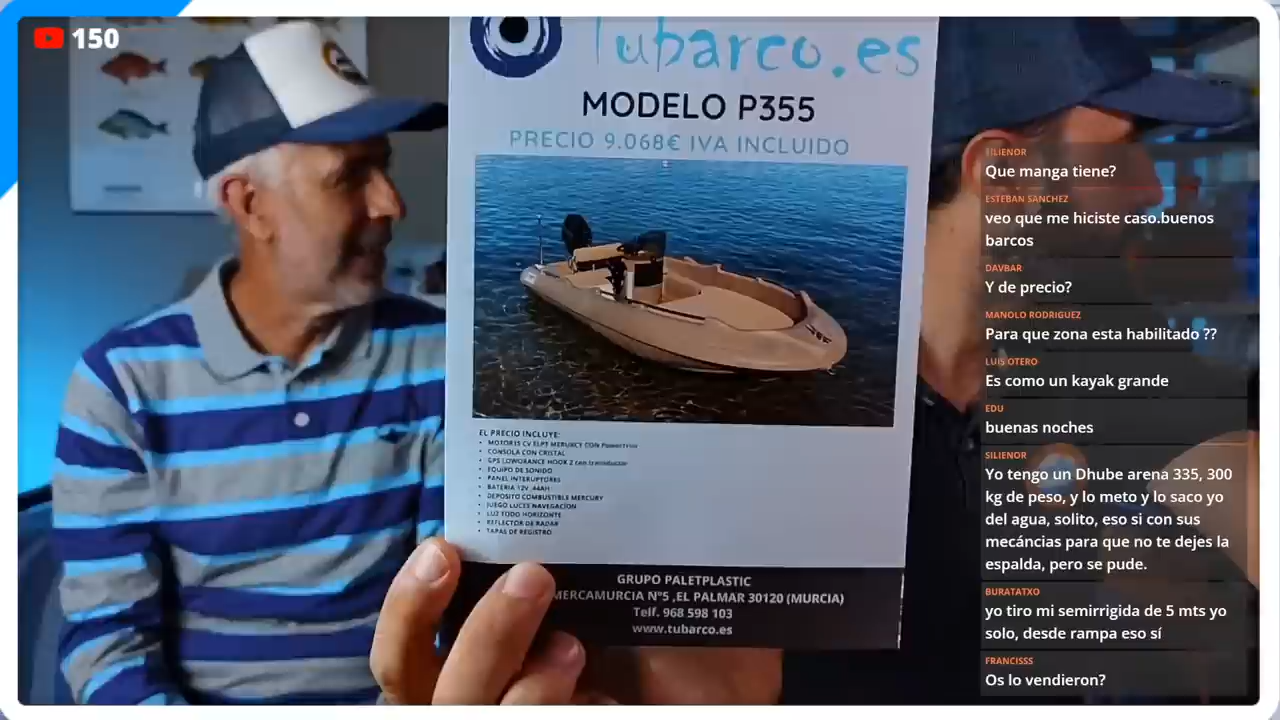 150
Tubarco.es
MODELO P355
PRECIO 9.068€ IVA INCLUIDO
EL PRECIO INCLUYE:
CONSOLA CON CRISTAL
EQUIPO DE SONIDO
PANEL INTERUPTORES
BATERIA 12V 44AH
DEPOSITO COMBUSTIBLE MERCURY
JUEGO LUCES NAVEGACION
LUZ TODO HORIZONTE
REFLECTOR DE RADAR
TAPAS DE REGISTRO
GRUPO PALETPLASTIC
MERCAMURCIA Nº5 ,EL PALMAR 30120 (MURCIA)
Telf. 968 598 103
www.tubarco.es
SILIENOR
Que manga tiene?
ESTEBAN SANCHEZ
veo que me hiciste caso.buenos
barcos
DAVBAR
Y de precio?
MANOLO RODRIGUEZ
Para que zona esta habilitado ??
LUIS OTERO
Es como un kayak grande
EDU
buenas noches
SILIENOR
Yo tengo un Dhube arena 335, 300
kg de peso, y lo meto y lo saco yo
del agua, solito, eso si con sus
mecáncias para que no te dejes la
espalda, pero se pude.
BURATATXO
yo tiro mi semirrigida de 5 mts yo
solo, desde rampa eso sí
FRANCISSS
Os lo vendieron?